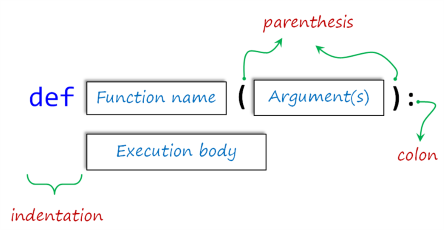 parenthesis
def Function name ( Argument(s) ):
Execution body
colon
indentation